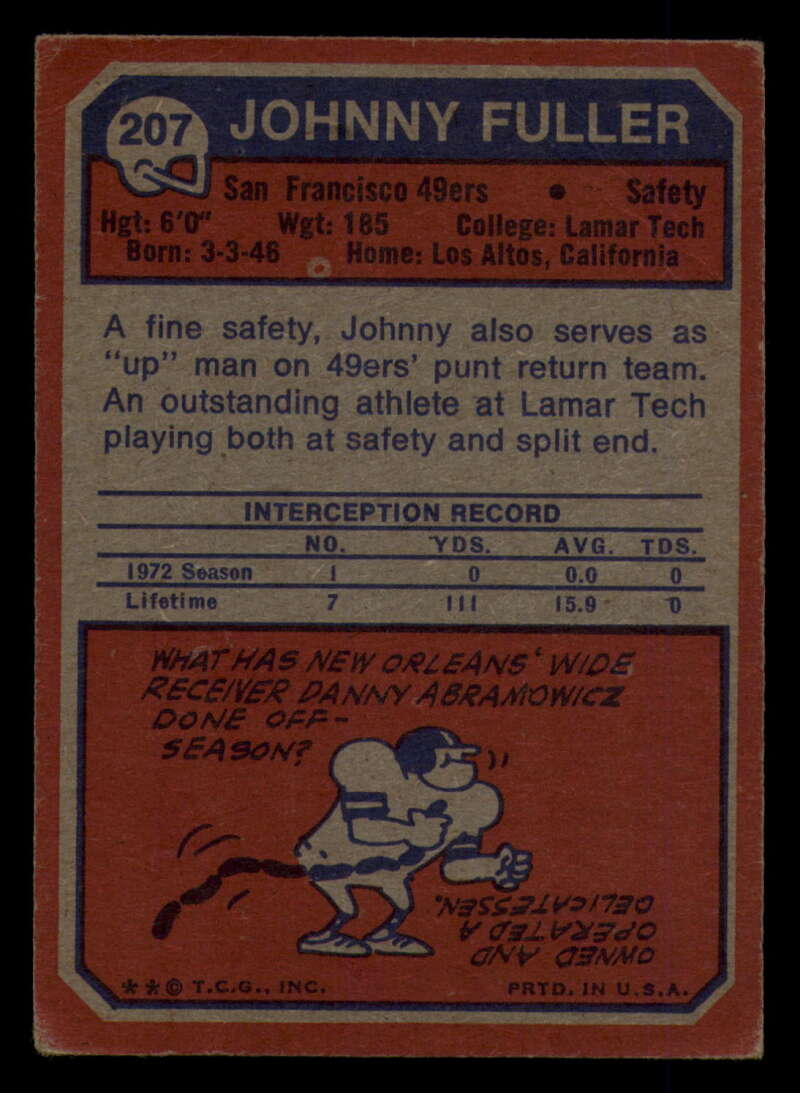 207 JOHNNY FULLER
San Francisco 49ers • Safety
Hgt: 6'0" Wgt: 185 College: Lamar Tech
Born: 3-3-46 Home: Los Altos, California
A fine safety, Johnny also serves as
"up" man on 49ers' punt return team.
An outstanding athlete at Lamar Tech
playing both at safety and split end.
INTERCEPTION RECORD
NO. YDS. AVG. TDS.
1972 Season 1 0 0.0 0
Lifetime 7 111 15.9 0
WHAT HAS NEW ORLEANS' WIDE
RECEIVER DANNY ABRAMOWICZ
DONE OFF-
SEASON?
OWNED AND
OPERATED A
DELICATESSEN.
**© T.C.G., INC. PRTD. IN U.S.A.